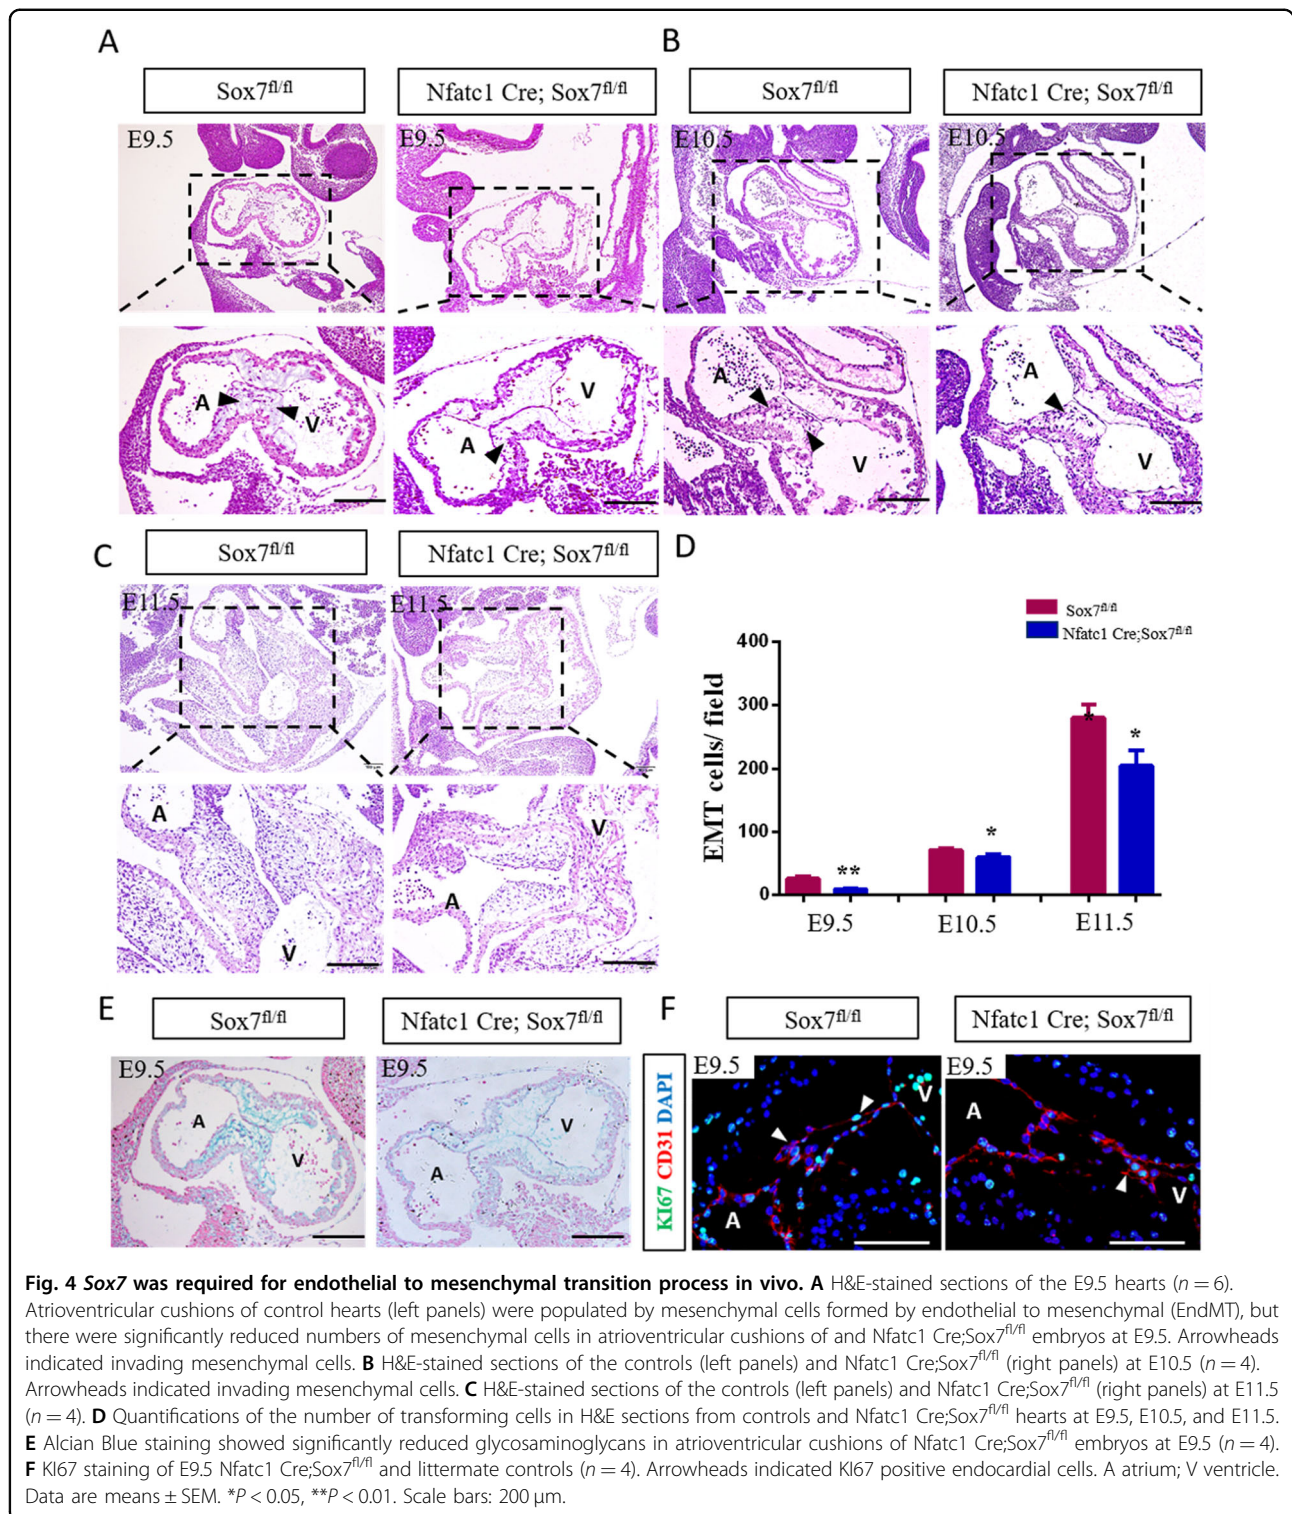 A
B
Sox7fl/fl
Nfatc1 Cre; Sox7fl/fl
Sox7fl/fl
Nfatc1 Cre; Sox7fl/fl
E9.5
E9.5
E10.5
E10.5
A
V
A
V
A
V
A
V
C
D
Sox7fl/fl
Nfatc1 Cre; Sox7fl/fl
E11.5
E11.5
A
V
A
V
Sox7fl/fl
Nfatc1 Cre;Sox7fl/fl
EMT cells/ field
400
300
200
100
0
**
*
*
*
E9.5
E10.5
E11.5
E
F
Sox7fl/fl
Nfatc1 Cre; Sox7fl/fl
Sox7fl/fl
Nfatc1 Cre; Sox7fl/fl
E9.5
E9.5
E9.5
E9.5
KI67 CD31 DAPI
A
V
A
V
A
V
A
V
Fig. 4 Sox7 was required for endothelial to mesenchymal transition process in vivo. A H&E-stained sections of the E9.5 hearts (n = 6).
Atrioventricular cushions of control hearts (left panels) were populated by mesenchymal cells formed by endothelial to mesenchymal (EndMT), but
there were significantly reduced numbers of mesenchymal cells in atrioventricular cushions of and Nfatc1 Cre;Sox7fl/fl embryos at E9.5. Arrowheads
indicated invading mesenchymal cells. B H&E-stained sections of the controls (left panels) and Nfatc1 Cre;Sox7fl/fl (right panels) at E10.5 (n = 4).
Arrowheads indicated invading mesenchymal cells. C H&E-stained sections of the controls (left panels) and Nfatc1 Cre;Sox7fl/fl (right panels) at E11.5
(n = 4). D Quantifications of the number of transforming cells in H&E sections from controls and Nfatc1 Cre;Sox7fl/fl hearts at E9.5, E10.5, and E11.5.
E Alcian Blue staining showed significantly reduced glycosaminoglycans in atrioventricular cushions of Nfatc1 Cre;Sox7fl/fl embryos at E9.5 (n = 4).
F KI67 staining of E9.5 Nfatc1 Cre;Sox7fl/fl and littermate controls (n = 4). Arrowheads indicated KI67 positive endocardial cells. A atrium; V ventricle.
Data are means ± SEM. *P < 0.05, **P < 0.01. Scale bars: 200 µm.